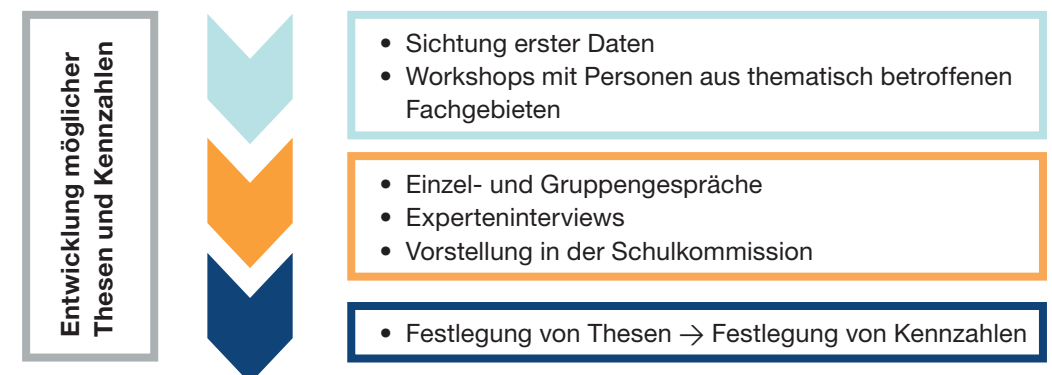 Entwicklung möglicher
Thesen und Kennzahlen
• Sichtung erster Daten
• Workshops mit Personen aus thematisch betroffenen
Fachgebieten
• Einzel- und Gruppengespräche
• Experteninterviews
• Vorstellung in der Schulkommission
• Festlegung von Thesen → Festlegung von Kennzahlen